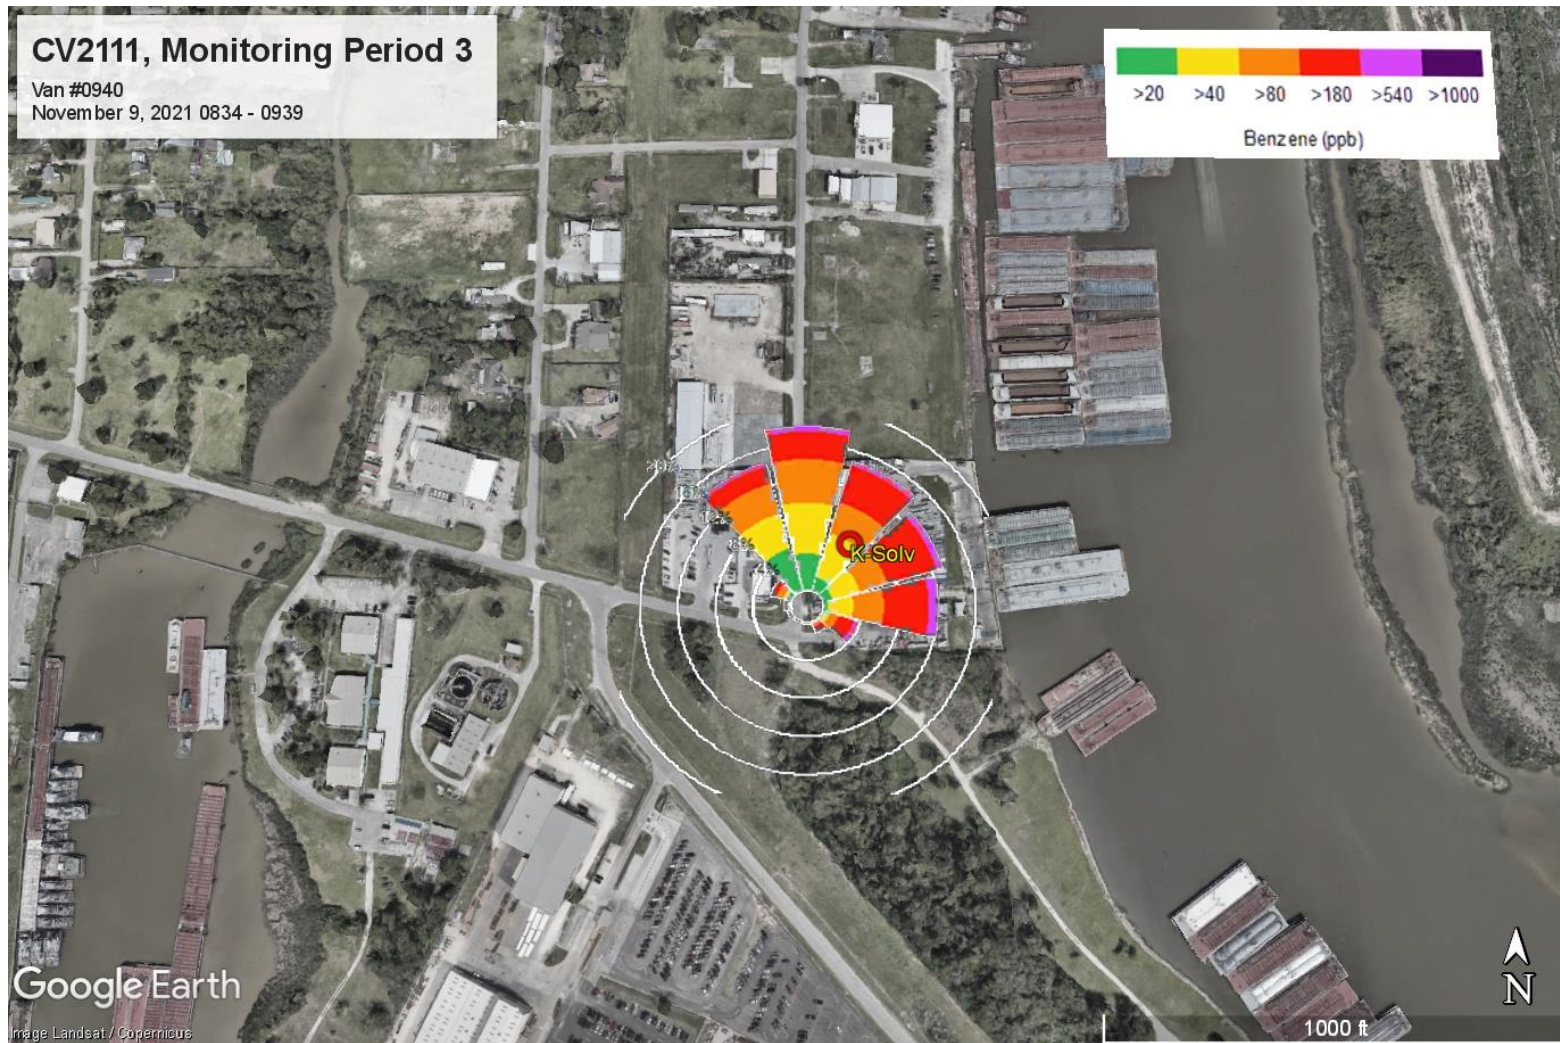 CV2111, Monitoring Period 3
Van #0940
November 9, 2021 0834 - 0939
>20 >40 >80 >180 >540 >1000
Benzene (ppb)
K-Solv
Google Earth
Image Landsat / Copernicus
1000 ft
N